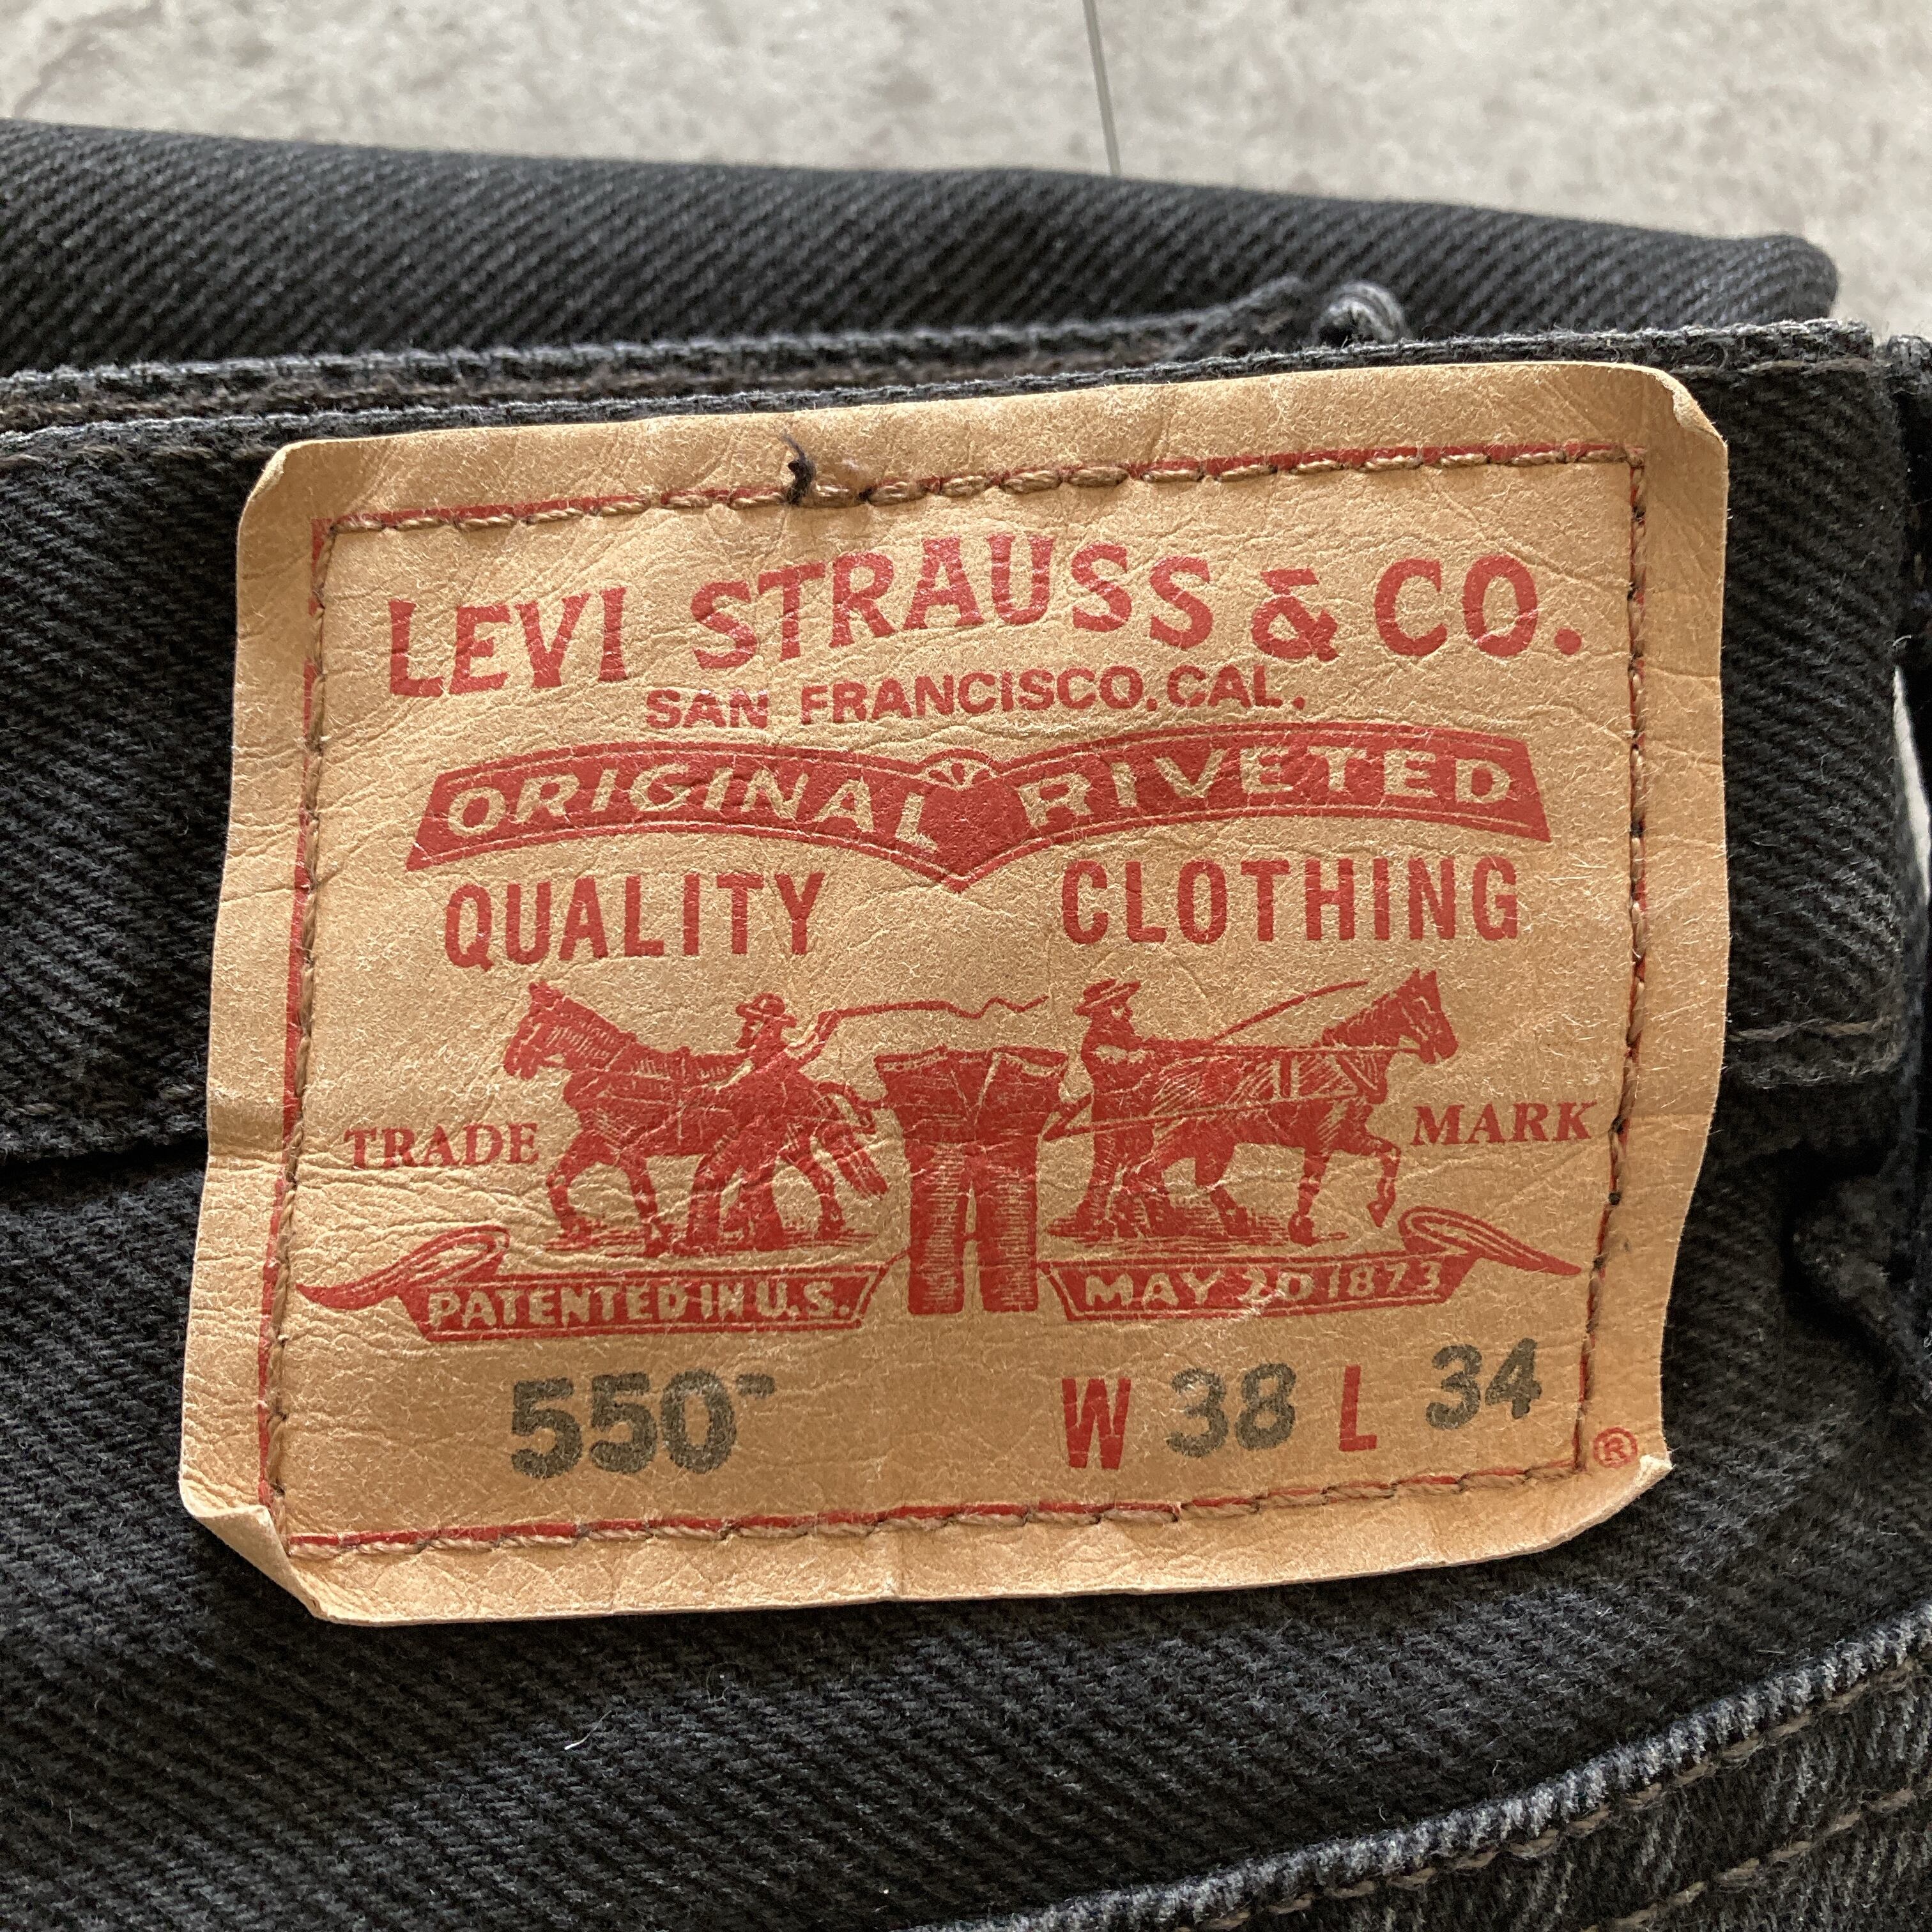 LEVI STRAUSS & CO.
SAN FRANCISCO, CAL.
ORIGINAL RIVETED
QUALITY CLOTHING
TRADE MARK
PATENTED IN U.S. MAY 20 1873
550™ W 38 L 34
®